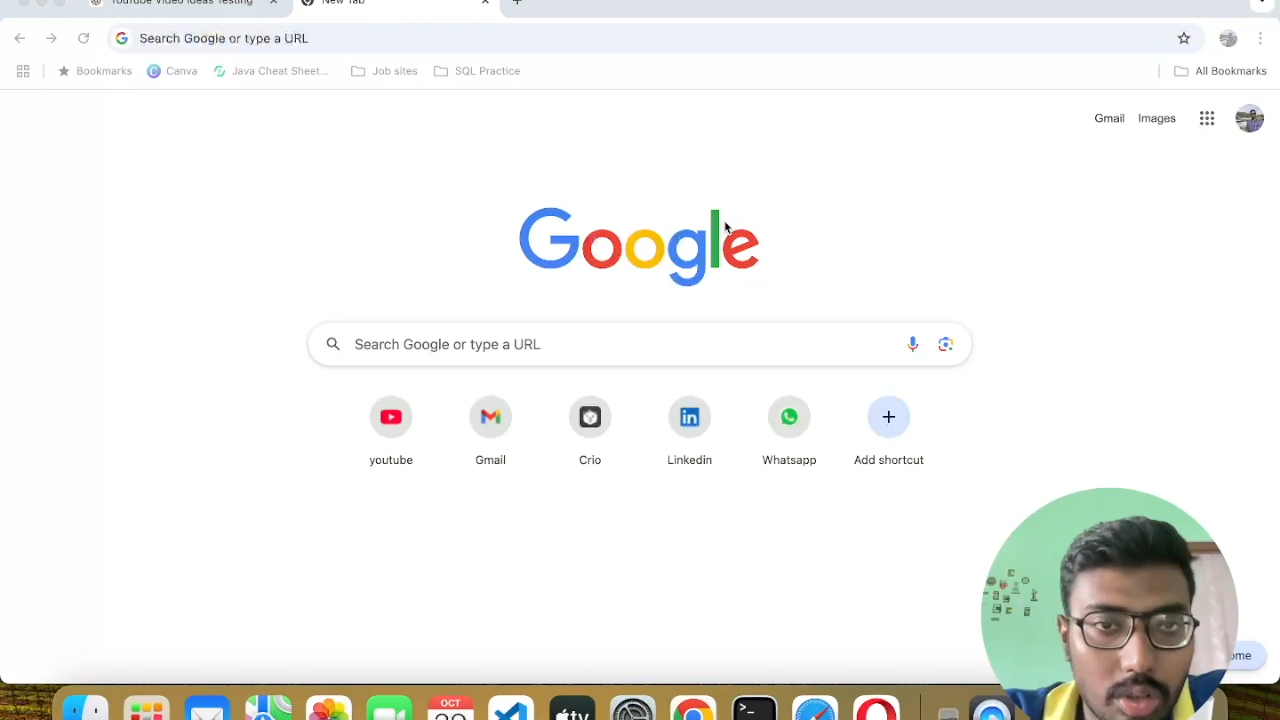 YouTube Video Ideas Testing
New Tab
Search Google or type a URL
Bookmarks
Canva
Java Cheat Sheet...
Job sites
SQL Practice
All Bookmarks
Gmail
Images
Google
Search Google or type a URL
youtube
Gmail
Crio
Linkedin
Whatsapp
Add shortcut
OCT